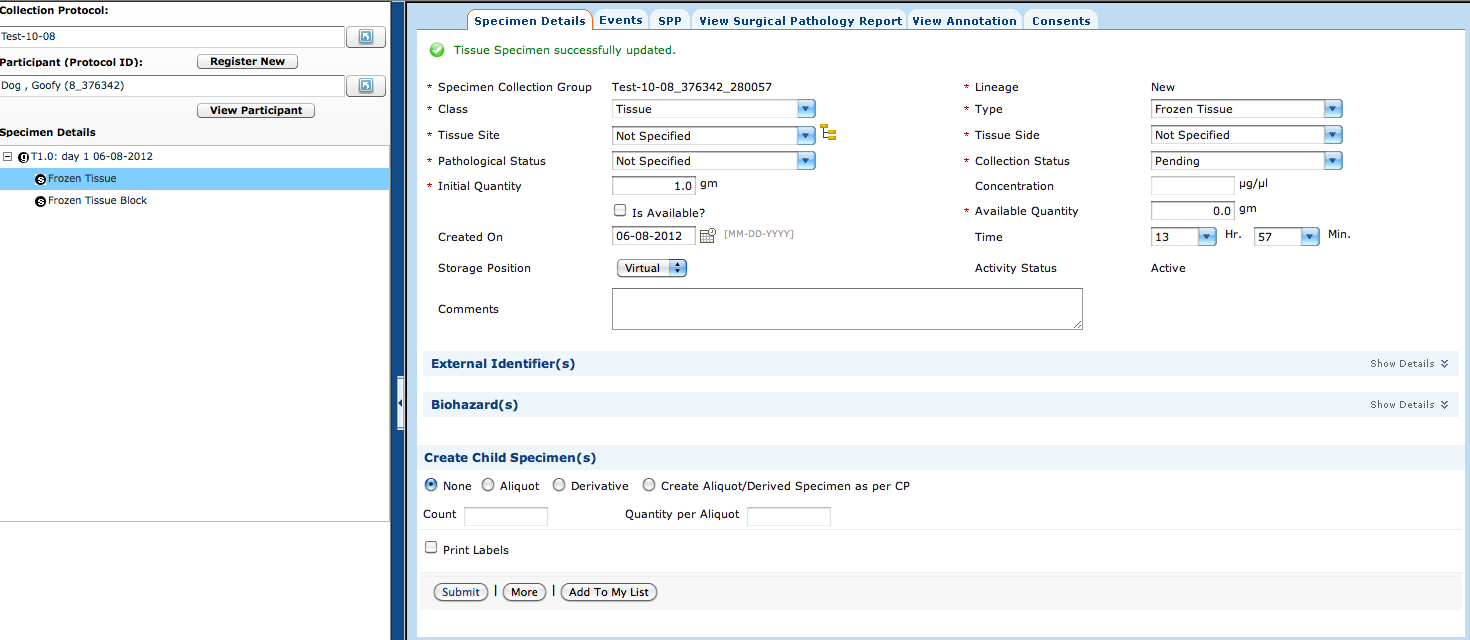 Collection Protocol:
Test-10-08
Participant (Protocol ID):
Register New
Dog , Goofy (8_376342)
View Participant
Specimen Details
T1.0: day 1 06-08-2012
Frozen Tissue
Frozen Tissue Block
Specimen Details Events SPP View Surgical Pathology Report View Annotation Consents
Tissue Specimen successfully updated.
* Specimen Collection Group Test-10-08_376342_280057 * Lineage New
* Class Tissue * Type Frozen Tissue
* Tissue Site Not Specified * Tissue Side Not Specified
* Pathological Status Not Specified * Collection Status Pending
* Initial Quantity 1.0 gm Concentration µg/µl
Is Available? * Available Quantity 0.0 gm
Created On 06-08-2012 [MM-DD-YYYY] Time 13 Hr. 57 Min.
Storage Position Virtual Activity Status Active
Comments
External Identifier(s) Show Details
Biohazard(s) Show Details
Create Child Specimen(s)
None Aliquot Derivative Create Aliquot/Derived Specimen as per CP
Count Quantity per Aliquot
Print Labels
Submit | More | Add To My List